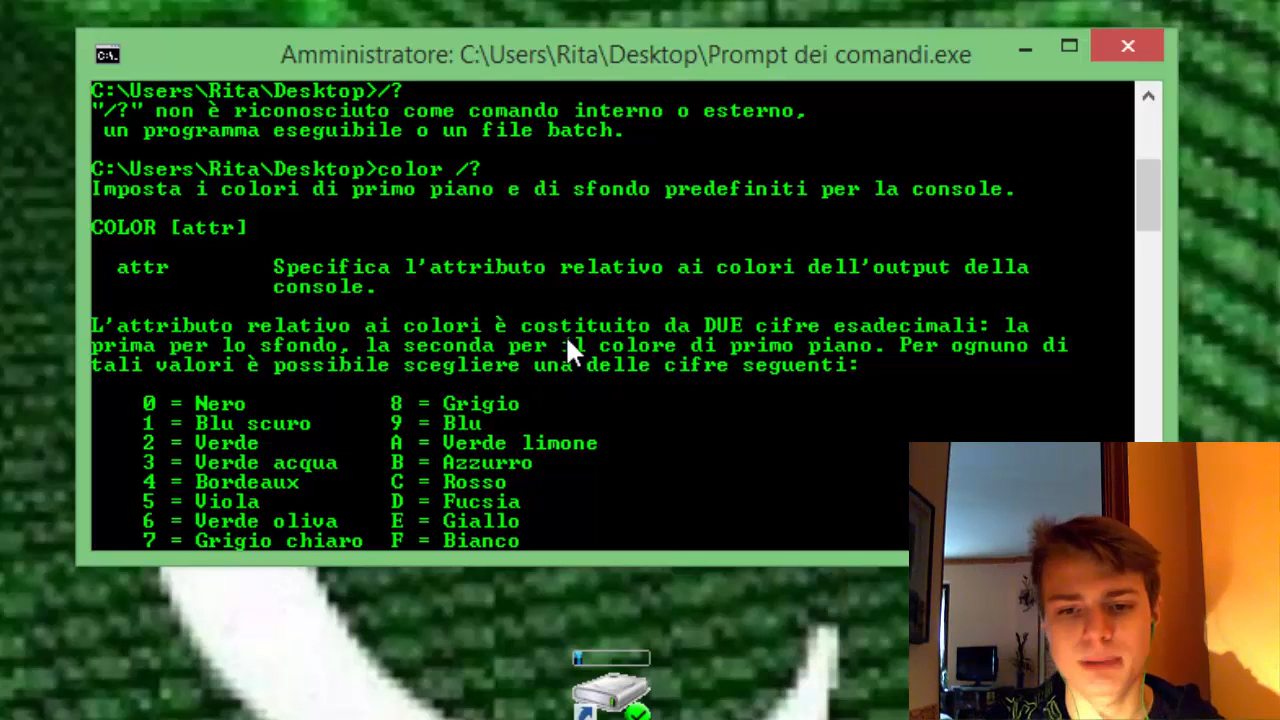 Amministratore: C:\Users\Rita\Desktop\Prompt dei comandi.exe
C:\Users\Rita\Desktop>/?
"/?" non è riconosciuto come comando interno o esterno,
un programma eseguibile o un file batch.
C:\Users\Rita\Desktop>color /?
Imposta i colori di primo piano e di sfondo predefiniti per la console.
COLOR [attr]
attr Specifica l'attributo relativo ai colori dell'output della
console.
L'attributo relativo ai colori è costituito da DUE cifre esadecimali: la
prima per lo sfondo, la seconda per il colore di primo piano. Per ognuno di
tali valori è possibile scegliere una delle cifre seguenti:
0 = Nero 8 = Grigio
1 = Blu scuro 9 = Blu
2 = Verde A = Verde limone
3 = Verde acqua B = Azzurro
4 = Bordeaux C = Rosso
5 = Viola D = Fucsia
6 = Verde oliva E = Giallo
7 = Grigio chiaro F = Bianco